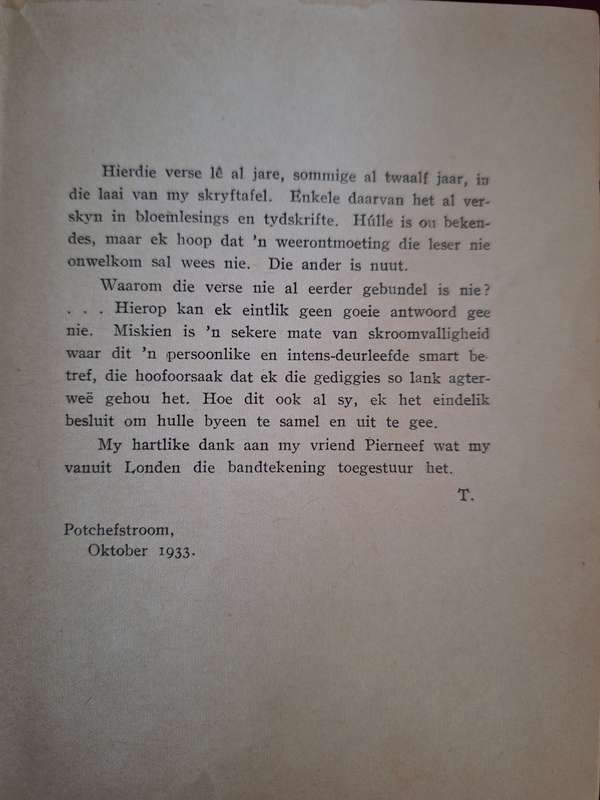 Hierdie verse lê al jare, sommige al twaalf jaar, in
die laai van my skryftafel. Enkele daarvan het al ver-
skyn in bloemlesings en tydskrifte. Húlle is ou beken-
des, maar ek hoop dat 'n weerontmoeting die leser nie
onwelkom sal wees nie. Die ander is nuut.
Waarom die verse nie al eerder gebundel is nie?
. . . Hierop kan ek eintlik geen goeie antwoord gee
nie. Miskien is 'n sekere mate van skroomvalligheid
waar dit 'n persoonlike en intens-deurleefde smart be-
tref, die hoofoorsaak dat ek die gediggies so lank agter-
weë gehou het. Hoe dit ook al sy, ek het eindelik
besluit om hulle byeen te samel en uit te gee.
My hartlike dank aan my vriend Pierneef wat my
vanuit Londen die bandtekening toegestuur het.
T.
Potchefstroom,
Oktober 1933.